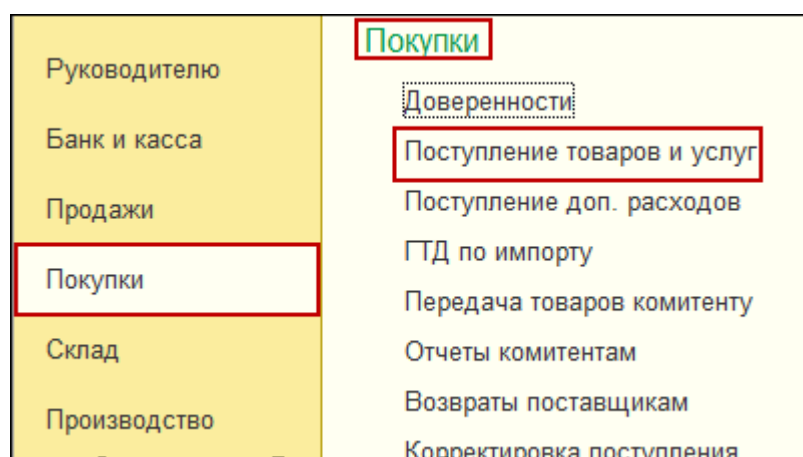 Руководителю
Банк и касса
Продажи
Покупки
Склад
Производство
Покупки
Доверенности
Поступление товаров и услуг
Поступление доп. расходов
ГТД по импорту
Передача товаров комитенту
Отчеты комитентам
Возвраты поставщикам
Корректировка поступления